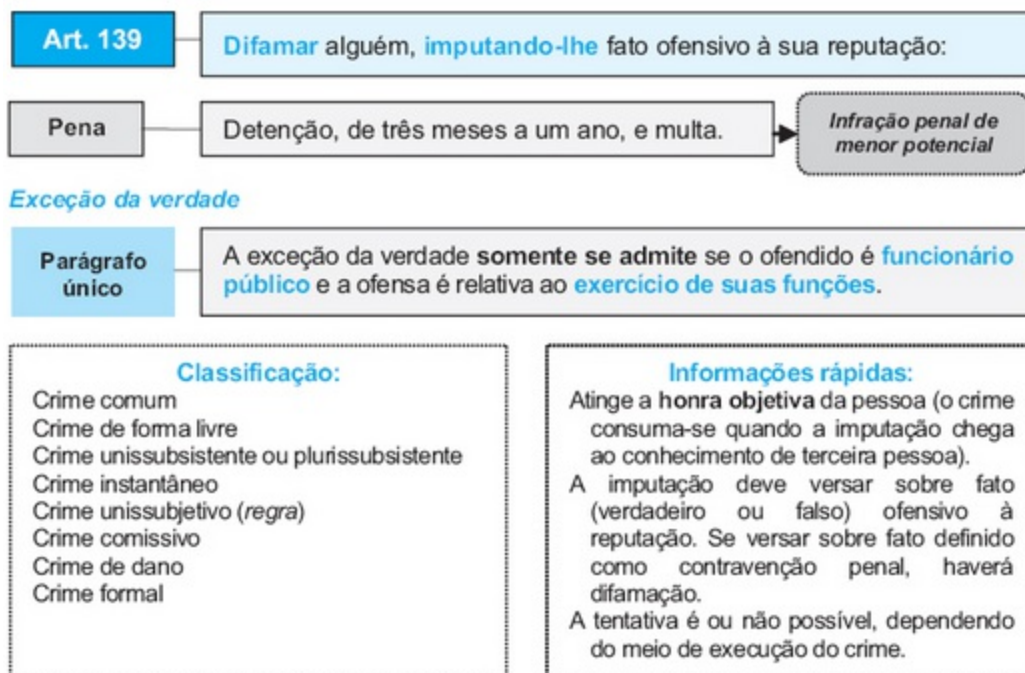 Art. 139
Difamar alguém, imputando-lhe fato ofensivo à sua reputação:
Pena
Detenção, de três meses a um ano, e multa.
Infração penal de
menor potencial
Exceção da verdade
Parágrafo
único
A exceção da verdade somente se admite se o ofendido é funcionário
público e a ofensa é relativa ao exercício de suas funções.
Classificação:
Crime comum
Crime de forma livre
Crime unissubsistente ou plurissubsistente
Crime instantâneo
Crime unissubjetivo (regra)
Crime comissivo
Crime de dano
Crime formal
Informações rápidas:
Atinge a honra objetiva da pessoa (o crime
consuma-se quando a imputação chega
ao conhecimento de terceira pessoa).
A imputação deve versar sobre fato
(verdadeiro ou falso) ofensivo à
reputação. Se versar sobre fato definido
como contravenção penal, haverá
difamação.
A tentativa é ou não possível, dependendo
do meio de execução do crime.